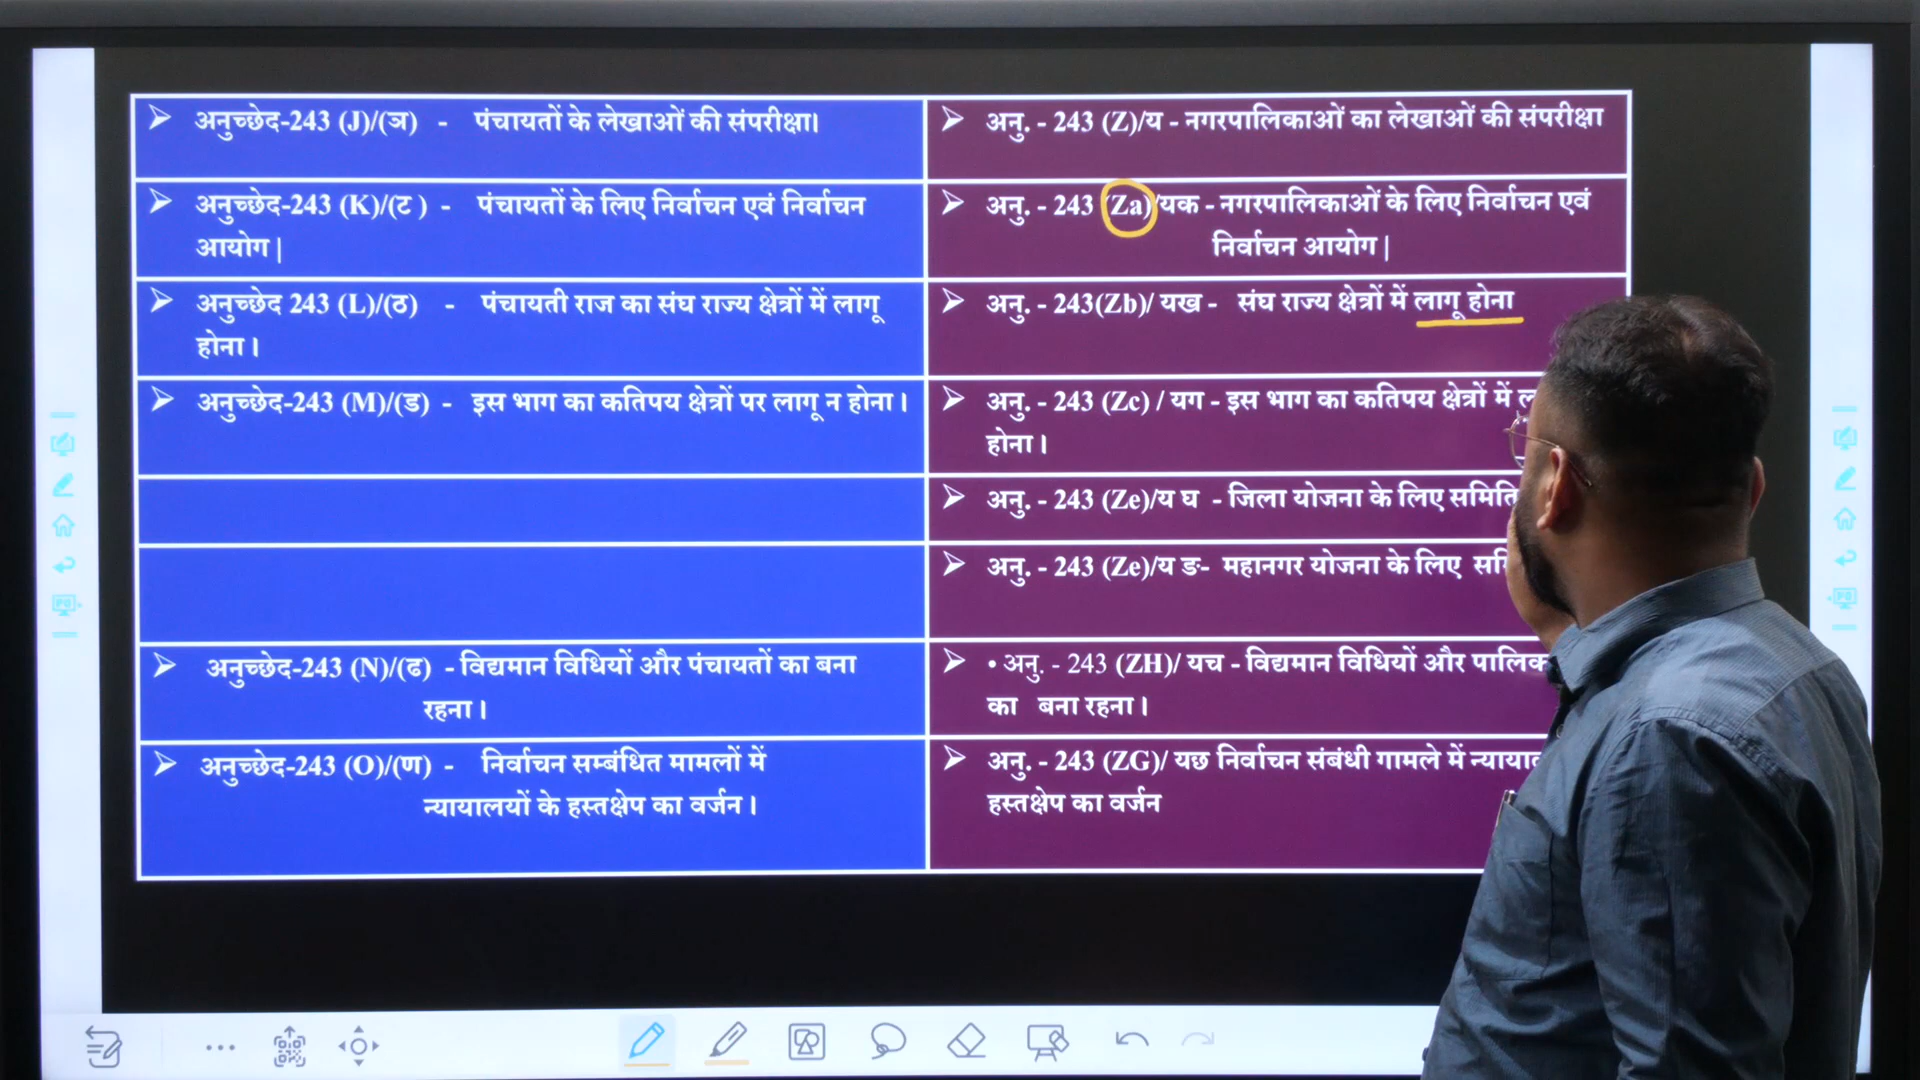 ➢ अनुच्छेद-243 (J)/(ञ) - पंचायतों के लेखाओं की संपरीक्षा।
➢ अनु. - 243 (Z)/य - नगरपालिकाओं का लेखाओं की संपरीक्षा
➢ अनुच्छेद-243 (K)/(ट ) - पंचायतों के लिए निर्वाचन एवं निर्वाचन
आयोग |
➢ अनु. - 243 (Za)/यक - नगरपालिकाओं के लिए निर्वाचन एवं
निर्वाचन आयोग |
➢ अनुच्छेद 243 (L)/(ठ) - पंचायती राज का संघ राज्य क्षेत्रों में लागू
होना।
➢ अनु. - 243(Zb)/ यख - संघ राज्य क्षेत्रों में लागू होना
➢ अनुच्छेद-243 (M)/(ड) - इस भाग का कतिपय क्षेत्रों पर लागू न होना।
➢ अनु. - 243 (Zc) / यग - इस भाग का कतिपय क्षेत्रों में
होना।
➢ अनु. - 243 (Ze)/य घ - जिला योजना के लिए
➢ अनु. - 243 (Ze)/य ङ- महानगर योजना के लिए
➢ अनुच्छेद-243 (N)/(ढ) - विद्यमान विधियों और पंचायतों का बना
रहना।
➢ • अनु. - 243 (ZH)/ यच - विद्यमान विधियों और
का बना रहना।
➢ अनुच्छेद-243 (O)/(ण) - निर्वाचन सम्बंधित मामलों में
न्यायालयों के हस्तक्षेप का वर्जन।
➢ अनु. - 243 (ZG)/ यछ निर्वाचन संबंधी गामले में
हस्तक्षेप का वर्जन